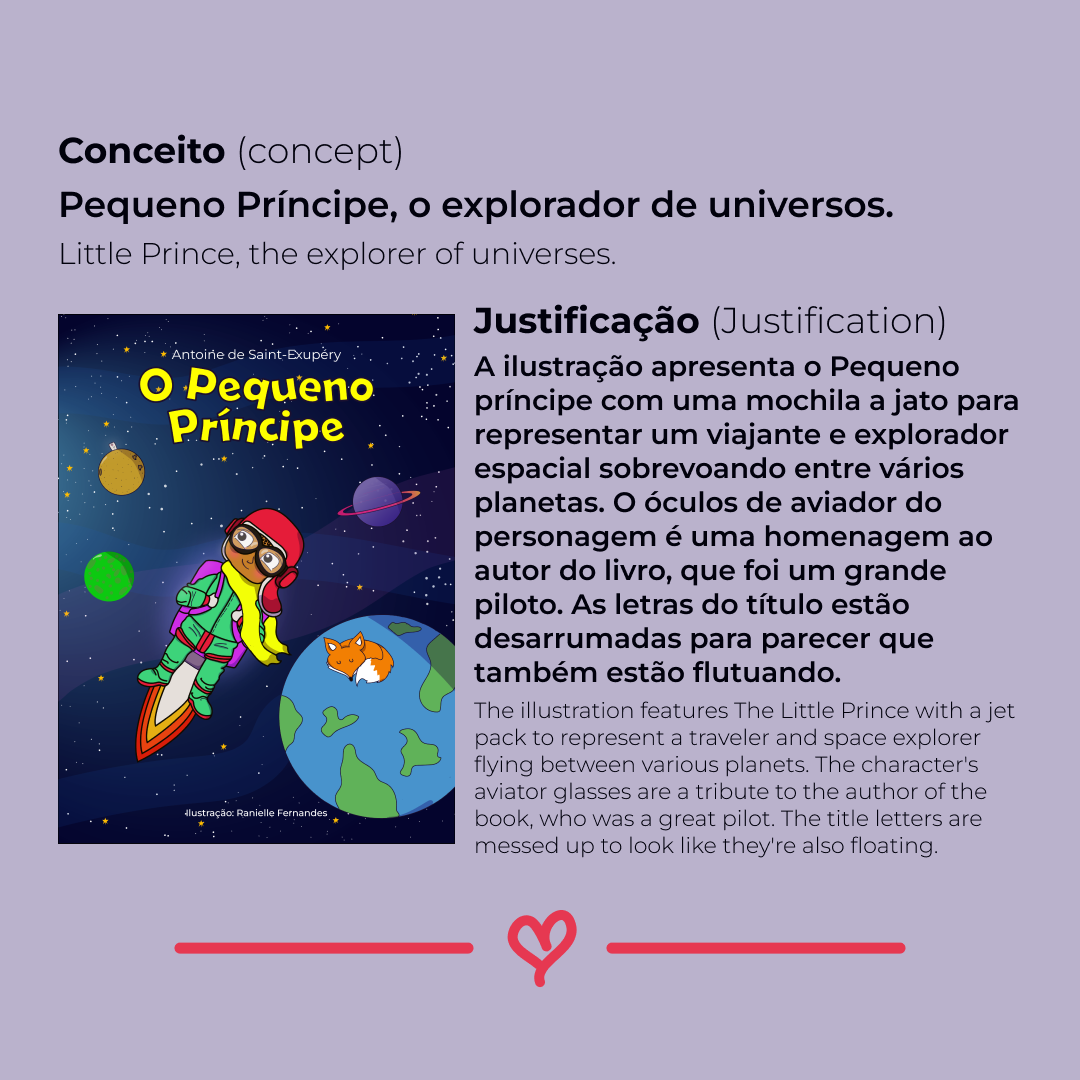 Conceito (concept)
Pequeno Príncipe, o explorador de universos.
Little Prince, the explorer of universes.
Antoine de Saint-Exupéry
O Pequeno
Príncipe
Ilustração: Ranielle Fernandes
Justificação (Justification)
A ilustração apresenta o Pequeno
príncipe com uma mochila a jato para
representar um viajante e explorador
espacial sobrevoando entre vários
planetas. O óculos de aviador do
personagem é uma homenagem ao
autor do livro, que foi um grande
piloto. As letras do título estão
desarrumadas para parecer que
também estão flutuando.
The illustration features The Little Prince with a jet
pack to represent a traveler and space explorer
flying between various planets. The character's
aviator glasses are a tribute to the author of the
book, who was a great pilot. The title letters are
messed up to look like they're also floating.